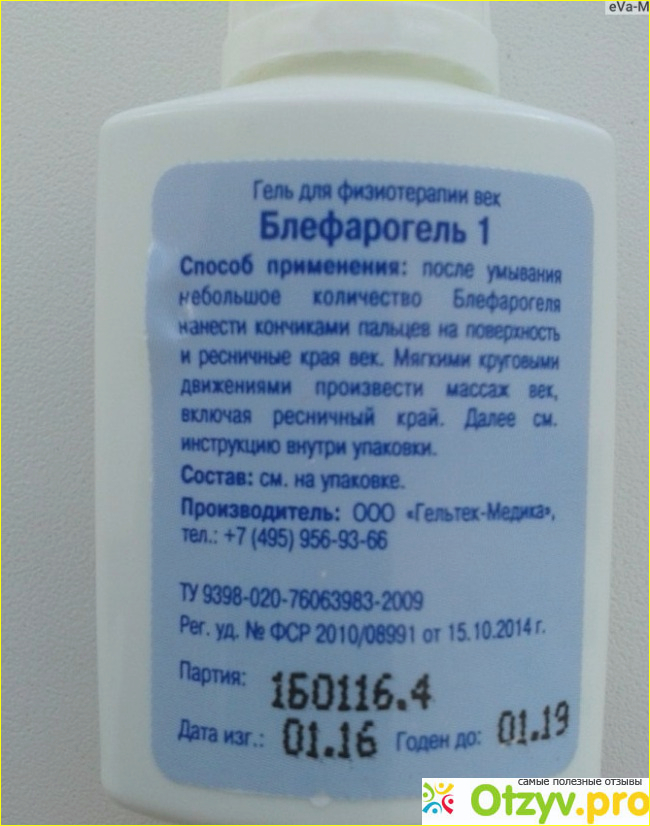 eVa-M
Гель для физиотерапии век
Блефарогель 1
Способ применения: после умывания
небольшое количество Блефарогеля
нанести кончиками пальцев на поверхность
и ресничные края век. Мягкими круговыми
движениями произвести массаж век,
включая ресничный край. Далее см.
инструкцию внутри упаковки.
Состав: см. на упаковке.
Производитель: ООО «Гельтек-Медика»,
тел.: +7 (495) 956-93-66
ТУ 9398-020-76063983-2009
Рег. уд. № ФСР 2010/08991 от 15.10.2014 г.
Партия: 1Б0116.4
Дата изг.: 01.16 Годен до: 01.19
самые полезные отзывы
Otzyv.pro